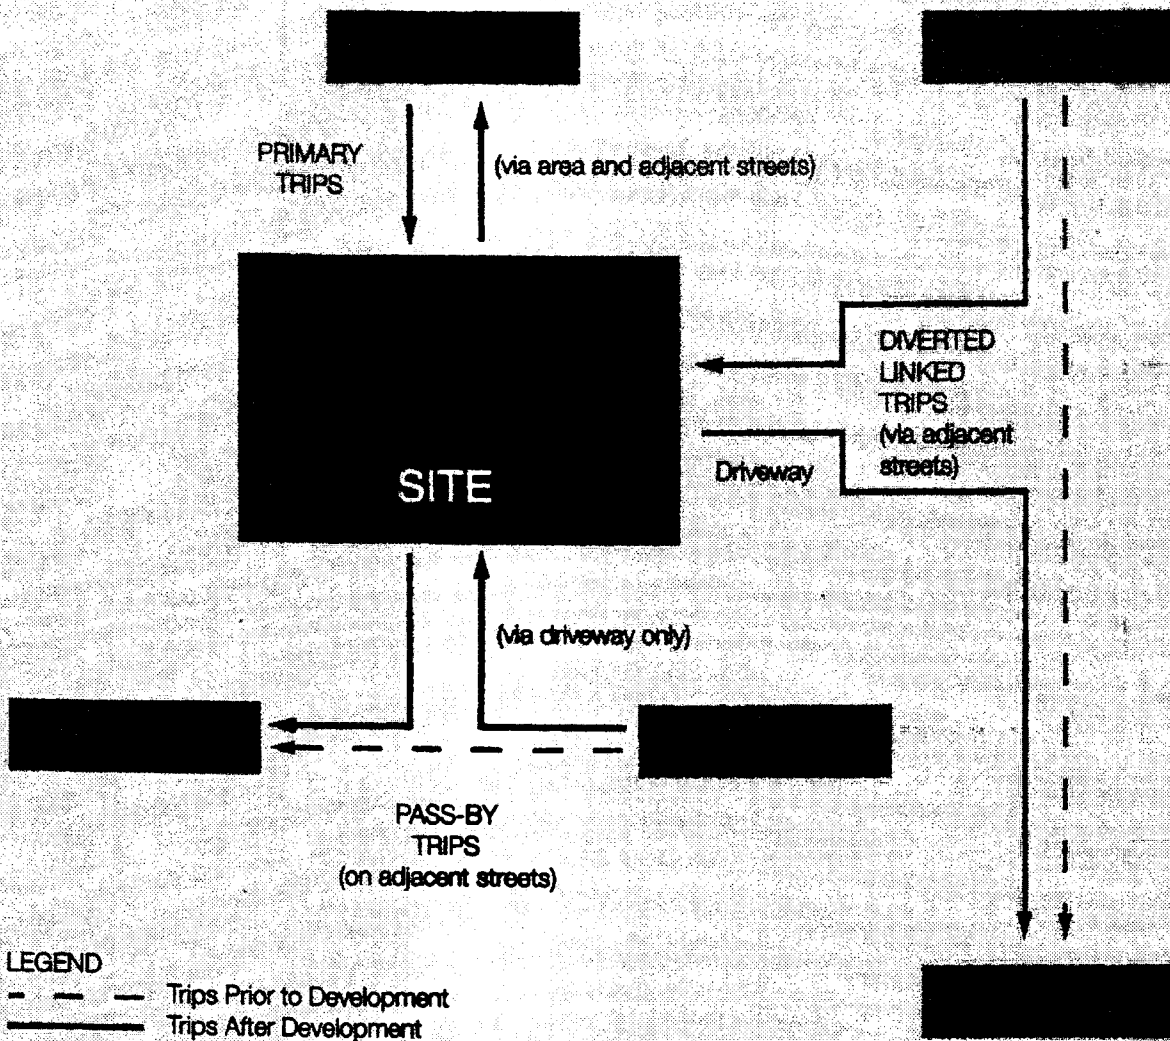 PRIMARY
TRIPS
(via area and adjacent streets)
DIVERTED
LINKED
TRIPS
(via adjacent
streets)
Driveway
SITE
(via driveway only)
PASS-BY
TRIPS
(on adjacent streets)
LEGEND
Trips Prior to Development
Trips After Development